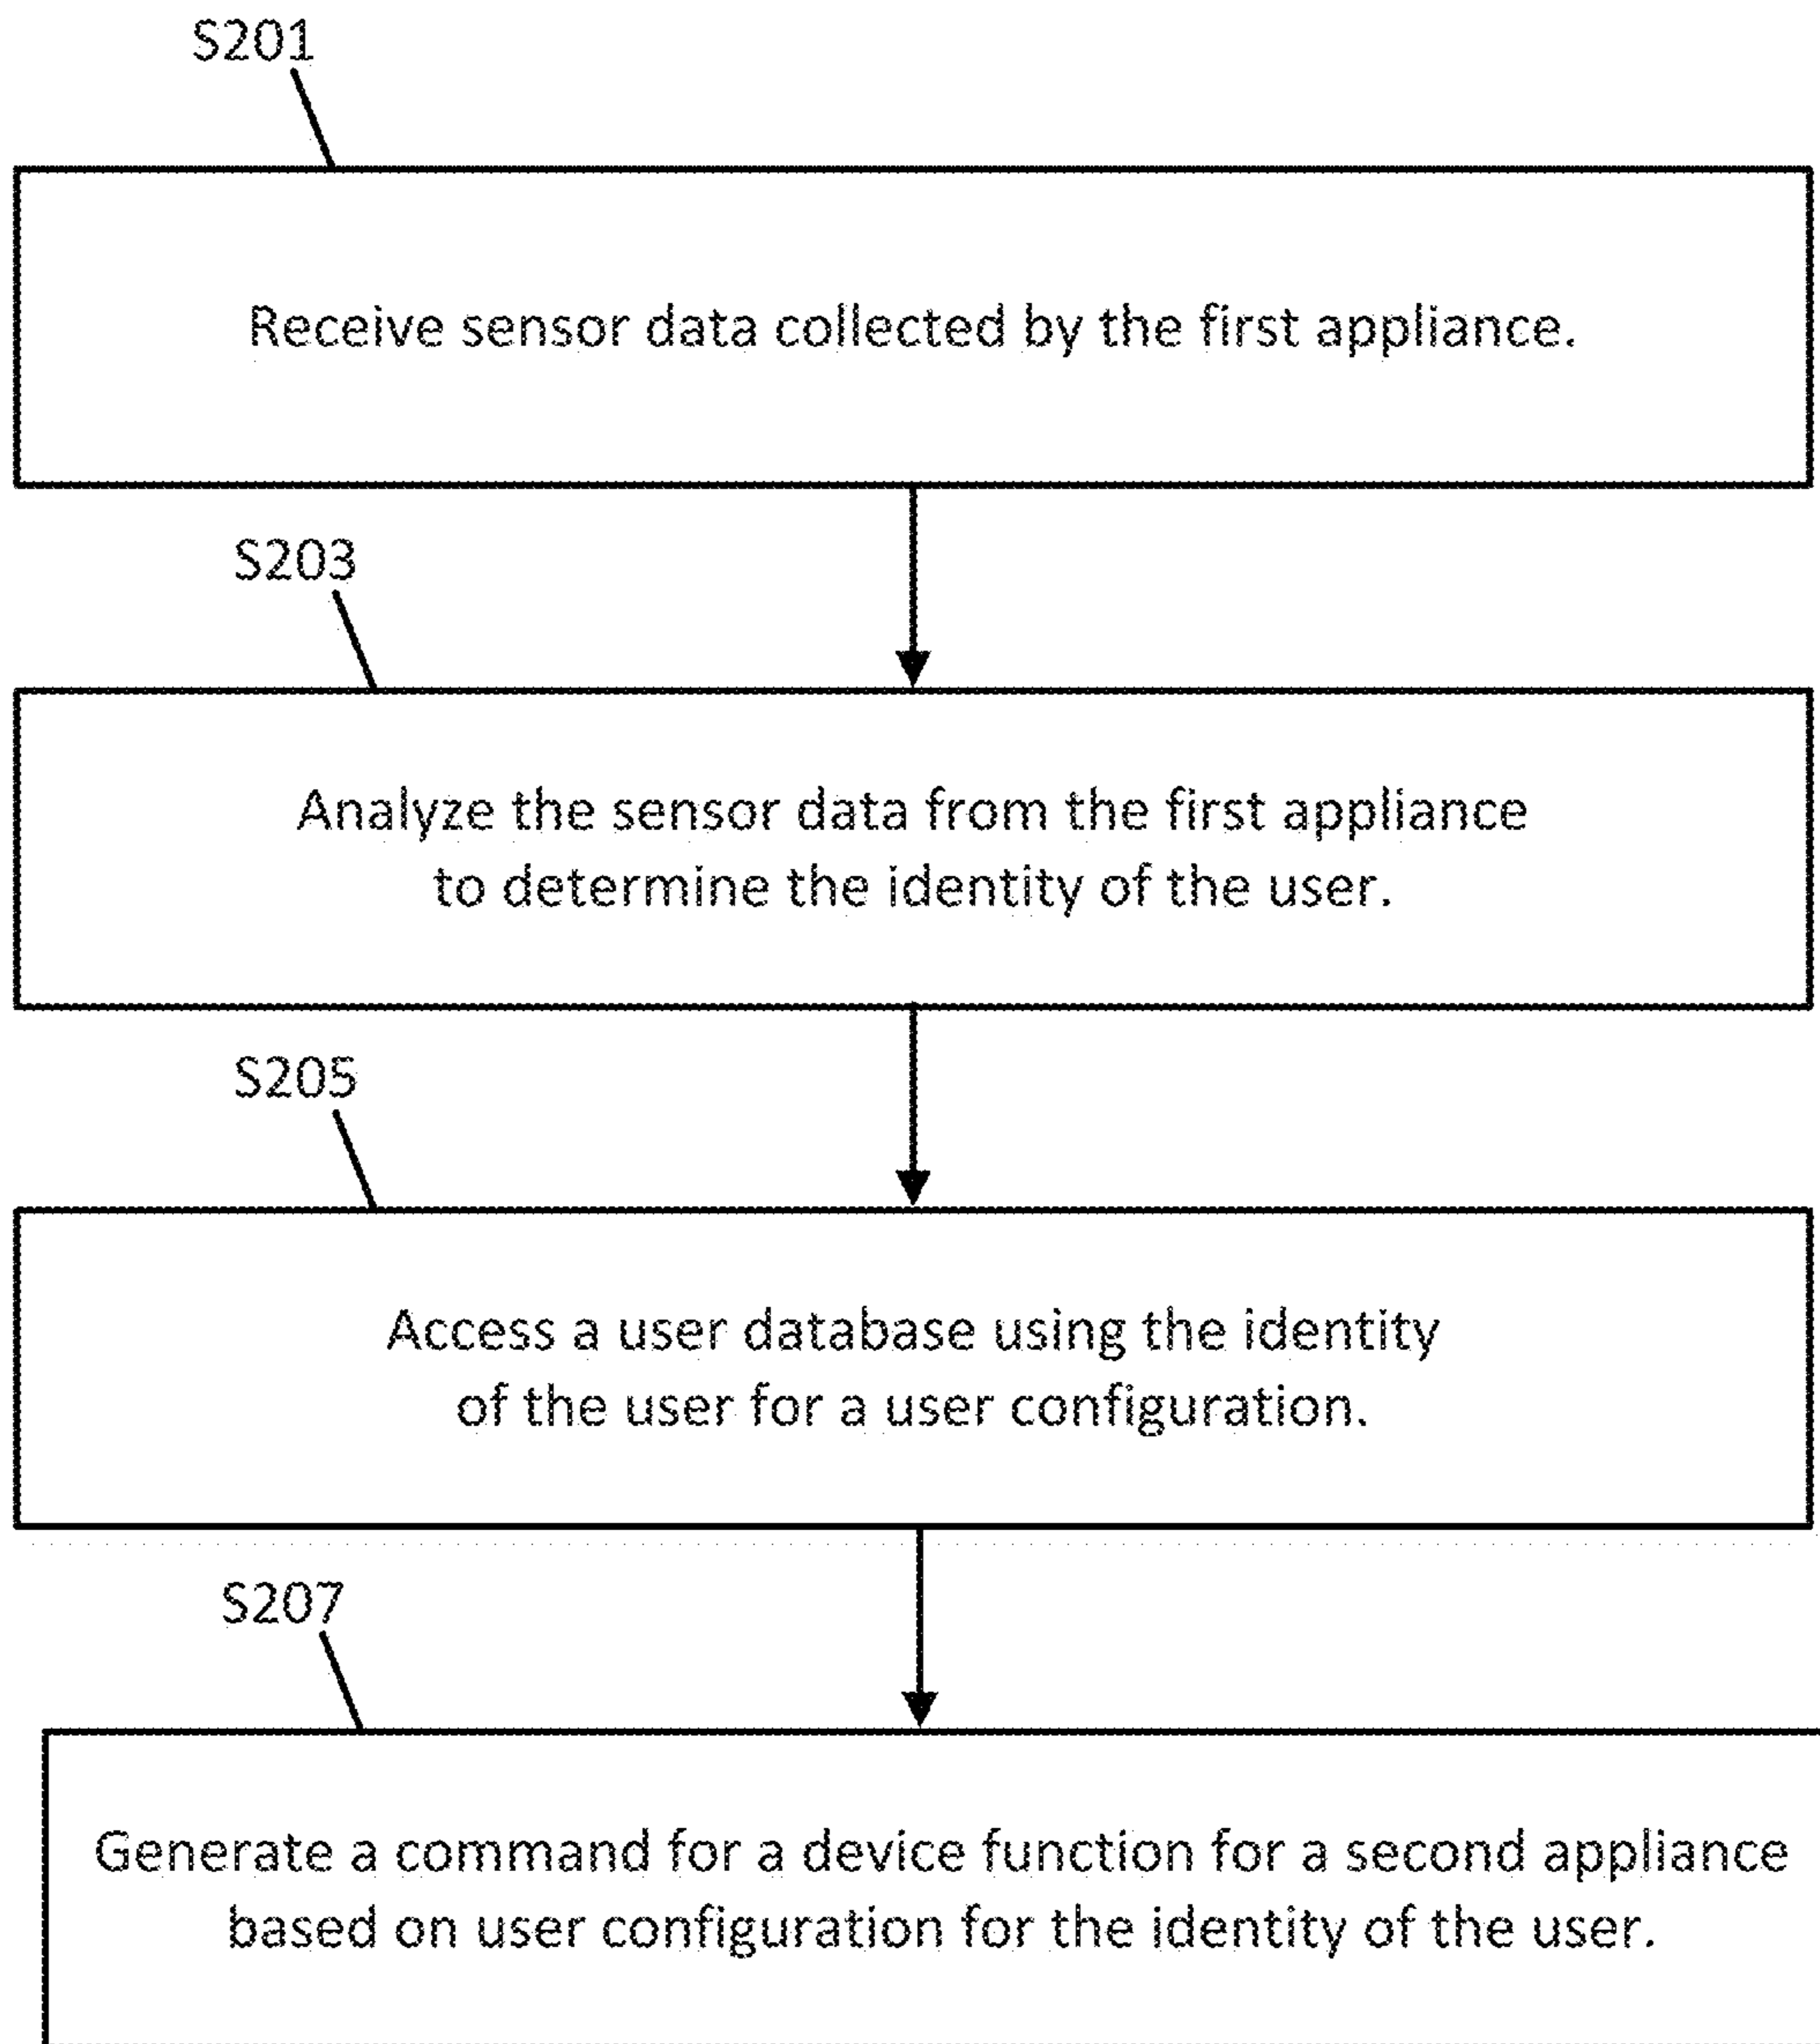 S201
Receive sensor data collected by the first appliance.
S203
Analyze the sensor data from the first appliance
to determine the identity of the user.
S205
Access a user database using the identity
of the user for a user configuration.
S207
Generate a command for a device function for a second appliance
based on user configuration for the identity of the user.